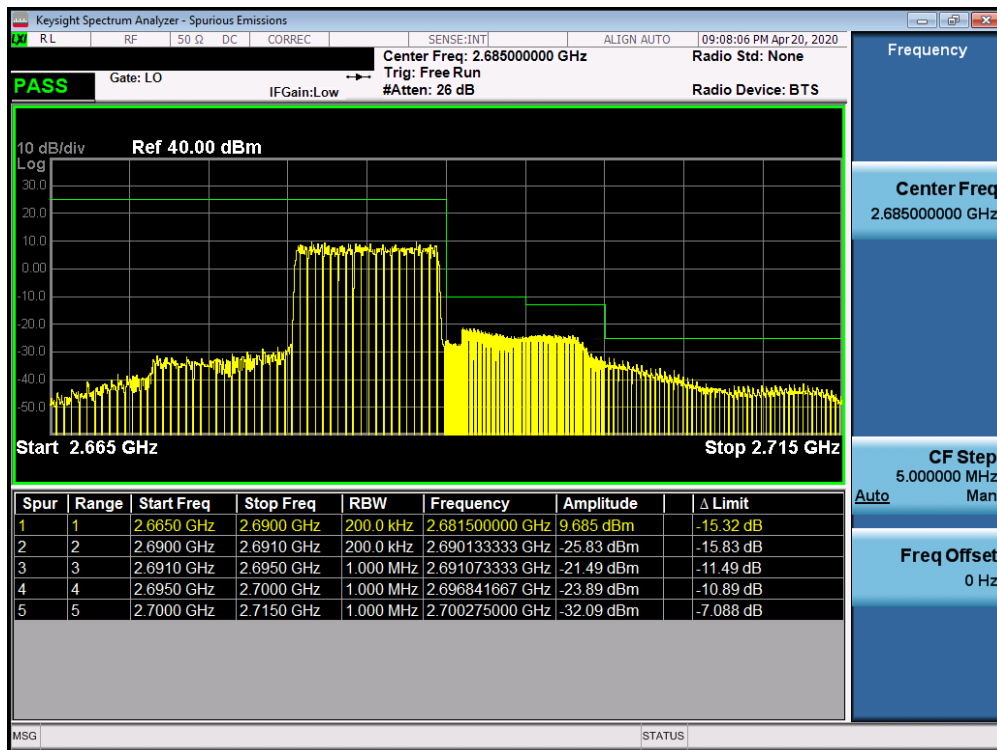 Keysight Spectrum Analyzer - Spurious Emissions
LXI RL RF 50 Ω DC CORREC SENSE:INT ALIGN AUTO 09:08:06 PM Apr 20, 2020
Center Freq: 2.685000000 GHz Radio Std: None
Gate: LO Trig: Free Run
PASS IFGain:Low #Atten: 26 dB Radio Device: BTS
10 dB/div Ref 40.00 dBm
Log
30.0
20.0
10.0
0.00
-10.0
-20.0
-30.0
-40.0
-50.0
Start 2.665 GHz Stop 2.715 GHz
Spur Range Start Freq Stop Freq RBW Frequency Amplitude Δ Limit
1 1 2.6650 GHz 2.6900 GHz 200.0 kHz 2.681500000 GHz 9.685 dBm -15.32 dB
2 2 2.6900 GHz 2.6910 GHz 200.0 kHz 2.690133333 GHz -25.83 dBm -15.83 dB
3 3 2.6910 GHz 2.6950 GHz 1.000 MHz 2.691073333 GHz -21.49 dBm -11.49 dB
4 4 2.6950 GHz 2.7000 GHz 1.000 MHz 2.696841667 GHz -23.89 dBm -10.89 dB
5 5 2.7000 GHz 2.7150 GHz 1.000 MHz 2.700275000 GHz -32.09 dBm -7.088 dB
MSG STATUS
Frequency
Center Freq
2.685000000 GHz
CF Step
5.000000 MHz
Auto Man
Freq Offset
0 Hz